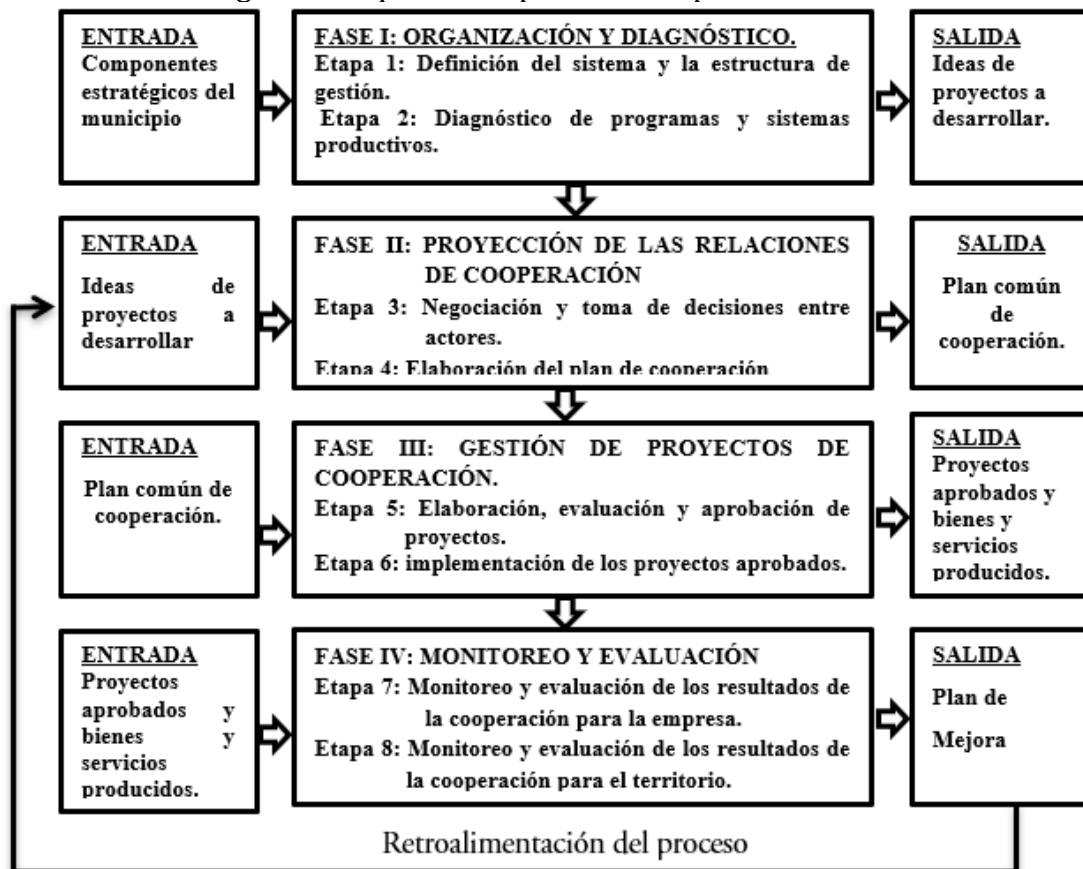 ENTRADA
Componentes
estratégicos del
municipio
FASE I: ORGANIZACIÓN Y DIAGNÓSTICO.
Etapa 1: Definición del sistema y la estructura de
gestión.
Etapa 2: Diagnóstico de programas y sistemas
productivos.
SALIDA
Ideas de
proyectos a
desarrollar.
ENTRADA
Ideas de
proyectos a
desarrollar
FASE II: PROYECCIÓN DE LAS RELACIONES
DE COOPERACIÓN
Etapa 3: Negociación y toma de decisiones entre
actores.
Etapa 4: Elaboración del plan de cooperación
SALIDA
Plan común
de
cooperación.
ENTRADA
Plan común de
cooperación.
FASE III: GESTIÓN DE PROYECTOS DE
COOPERACIÓN.
Etapa 5: Elaboración, evaluación y aprobación de
proyectos.
Etapa 6: implementación de los proyectos aprobados.
SALIDA
Proyectos
aprobados y
bienes y
servicios
producidos.
ENTRADA
Proyectos
aprobados y
bienes y
servicios
producidos.
FASE IV: MONITOREO Y EVALUACIÓN
Etapa 7: Monitoreo y evaluación de los resultados de
la cooperación para la empresa.
Etapa 8: Monitoreo y evaluación de los resultados de
la cooperación para el territorio.
SALIDA
Plan de
Mejora
Retroalimentación del proceso